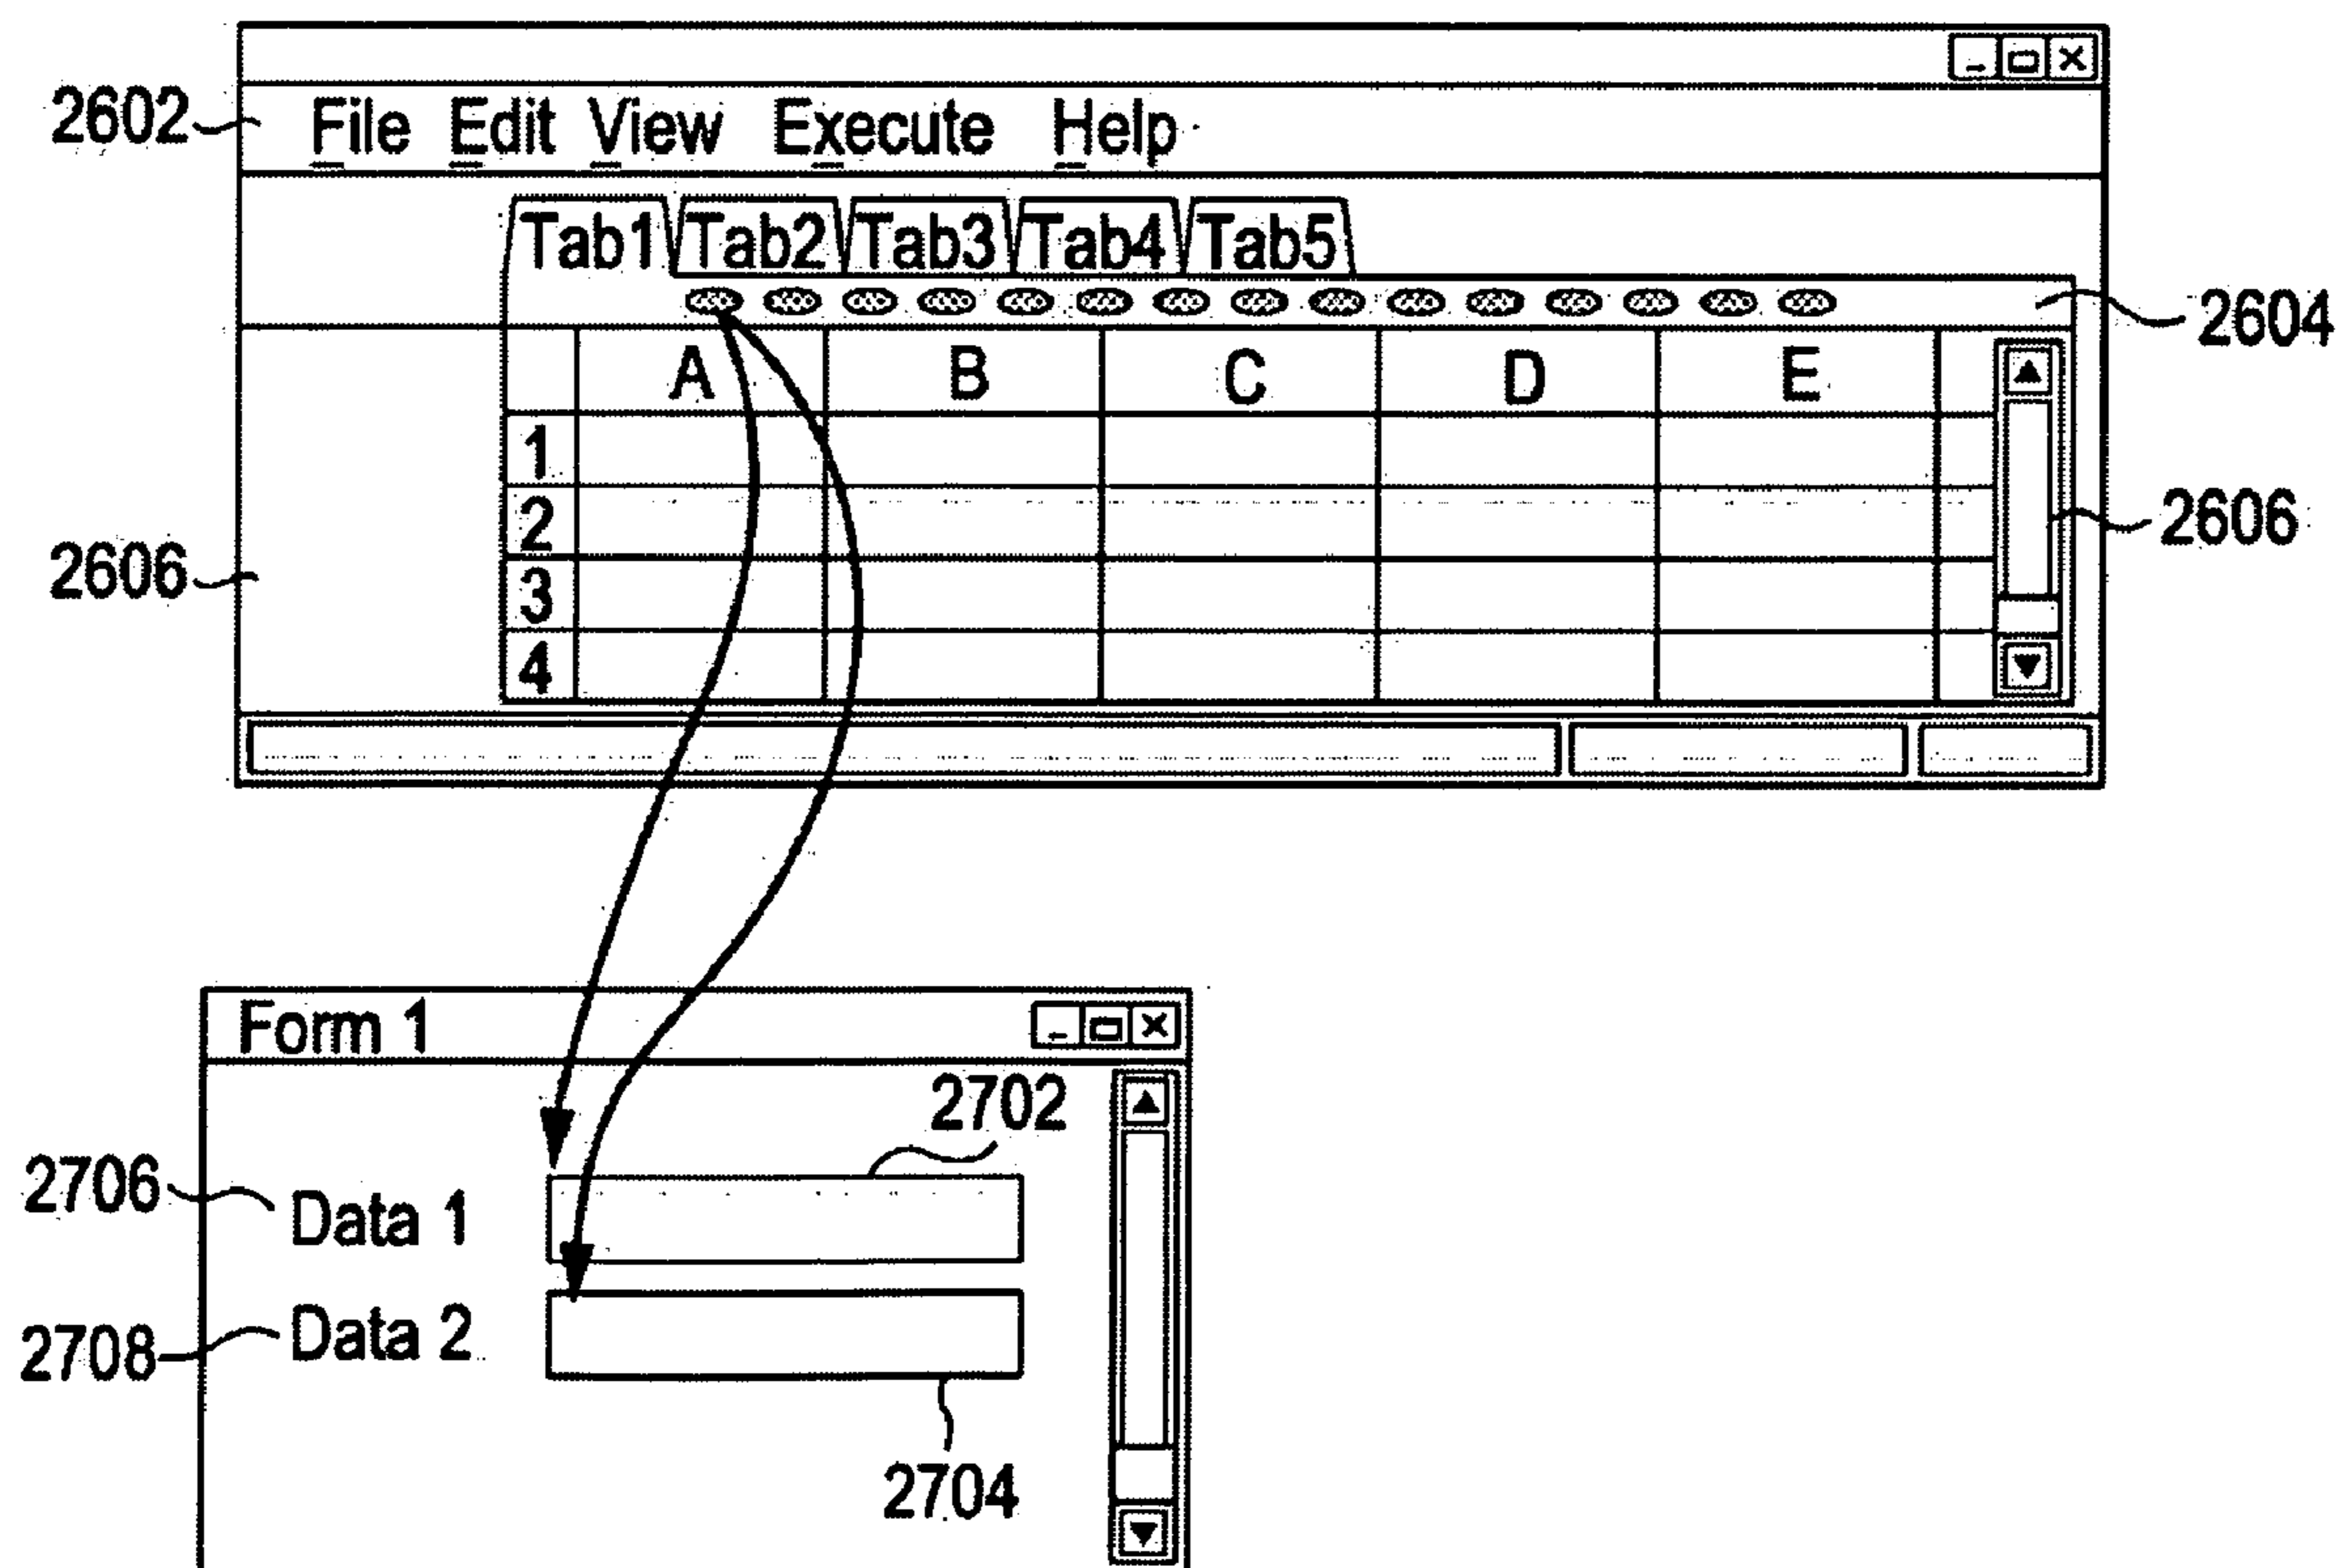 2602 File Edit View Execute Help
Tab1 Tab2 Tab3 Tab4 Tab5
2604
A B C D E
1
2
2606
3
2606
4
Form 1
2702
2706
Data 1
Data 2
2708
2704